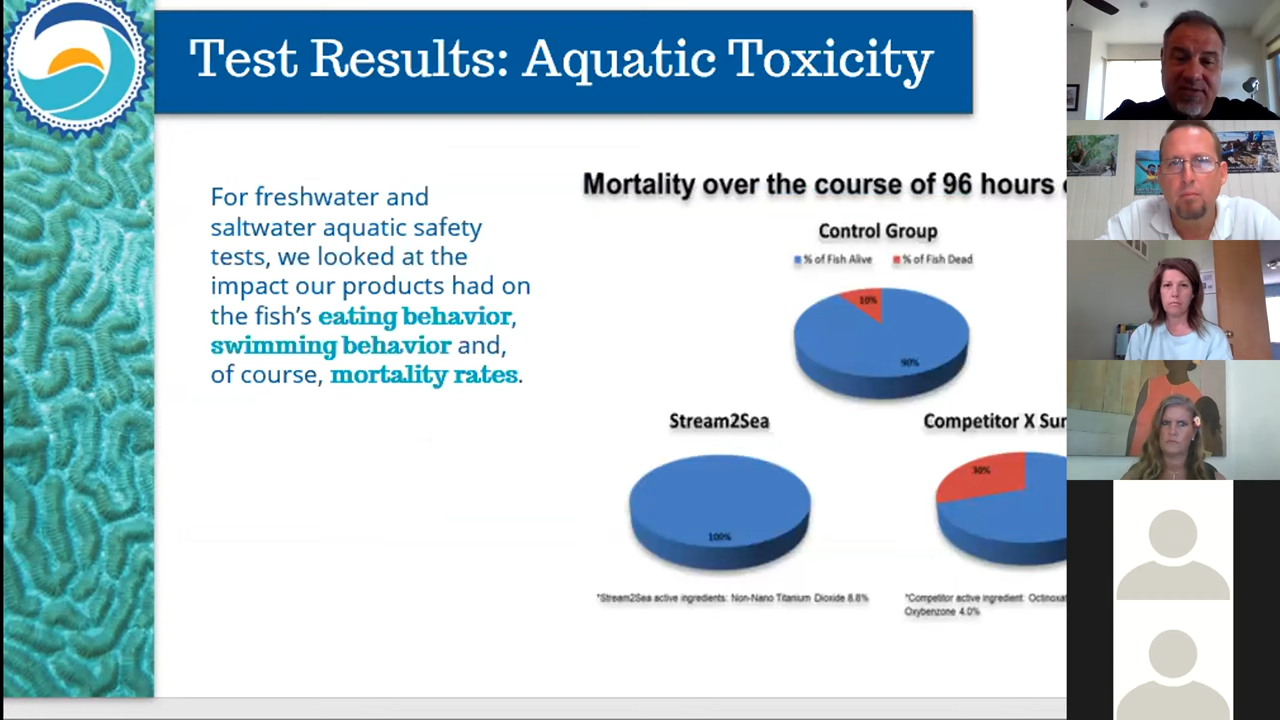 Test Results: Aquatic Toxicity
For freshwater and
saltwater aquatic safety
tests, we looked at the
impact our products had on
the fish's eating behavior,
swimming behavior and,
of course, mortality rates.
Mortality over the course of 96 hours
Control Group
% of Fish Alive % of Fish Dead
10%
90%
Stream2Sea
100%
*Stream2Sea active ingredients: Non-Nano Titanium Dioxide 8.8%
Competitor X Sun
30%
*Competitor active ingredient: Octinoxat
Oxybenzone 4.0%